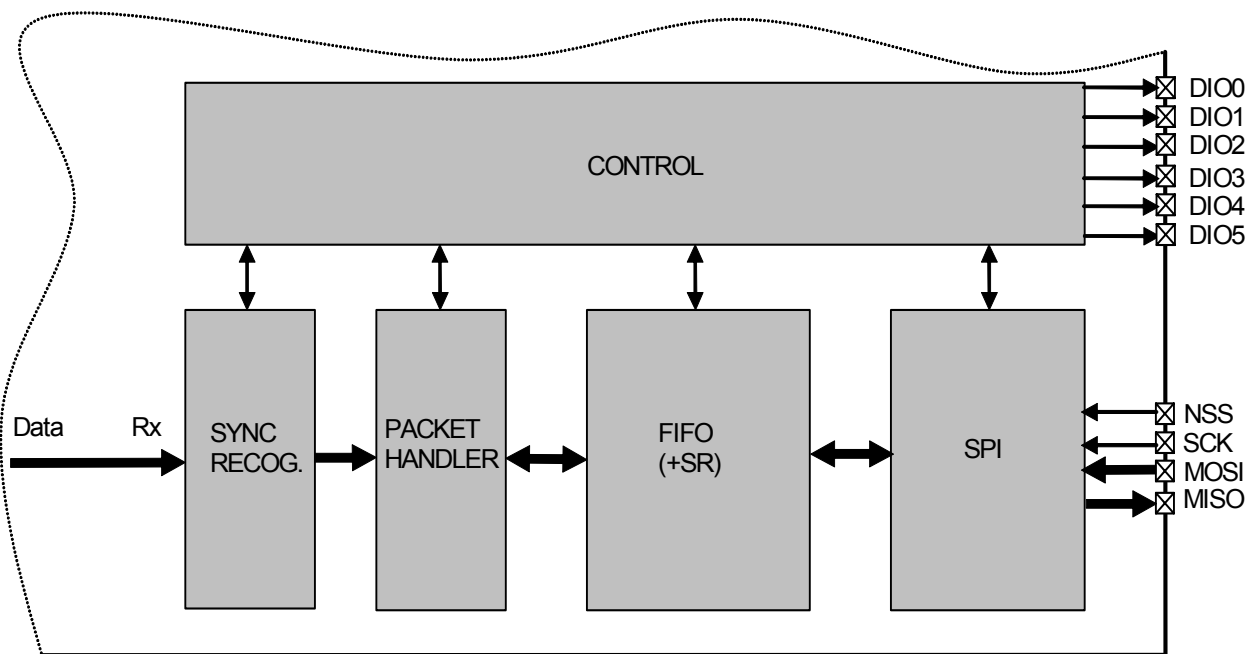 DIO0
DIO1
DIO2
CONTROL
DIO3
DIO4
DIO5
Data Rx
SYNC
RECOG.
PACKET
HANDLER
FIFO
(+SR)
SPI
NSS
SCK
MOSI
MISO